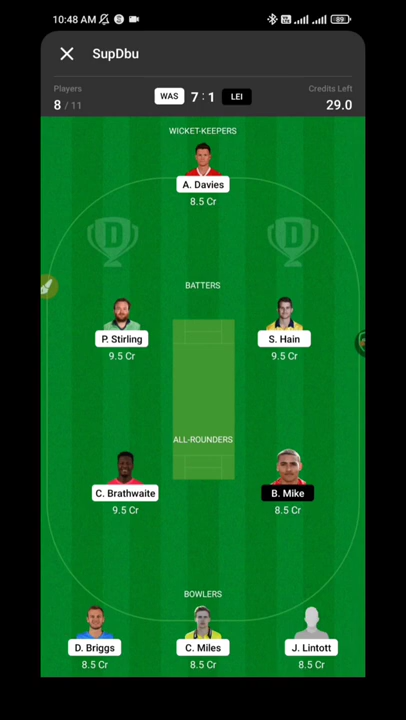 10:48 AM
89
SupDbu
Players
8 / 11
WAS 7 : 1 LEI
Credits Left
29.0
WICKET-KEEPERS
A. Davies
8.5 Cr
D D
BATTERS
P. Stirling S. Hain
9.5 Cr 9.5 Cr
ALL-ROUNDERS
C. Brathwaite B. Mike
9.5 Cr 8.5 Cr
BOWLERS
D. Briggs C. Miles J. Lintott
8.5 Cr 8.5 Cr 8.5 Cr